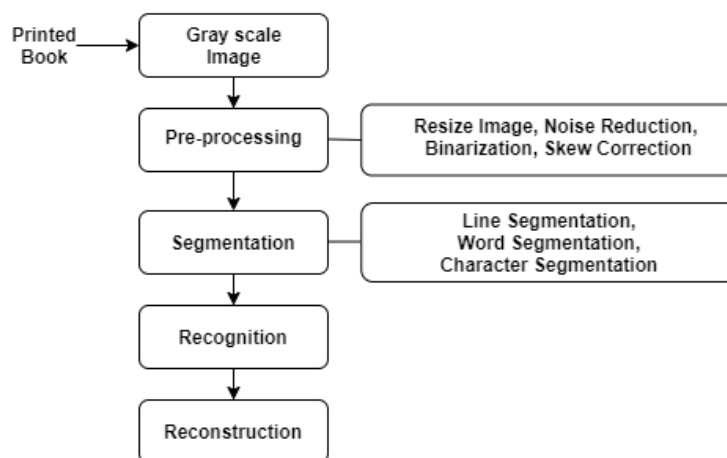 Printed
Book
Gray scale
Image
Pre-processing
Resize Image, Noise Reduction,
Binarization, Skew Correction
Segmentation
Line Segmentation,
Word Segmentation,
Character Segmentation
Recognition
Reconstruction